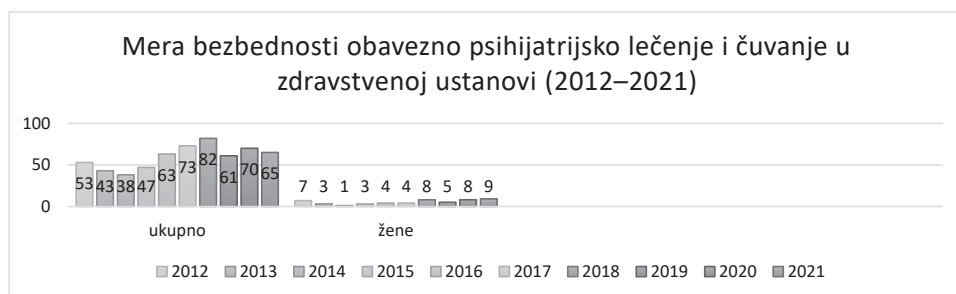 Mera bezbednosti obavezno psihijatrijsko lečenje i čuvanje u
zdravstvenoj ustanovi (2012–2021)
100
50
0
53 43 38 47 63 73 82 61 70 65
7 3 1 3 4 4 8 5 8 9
ukupno žene
2012 2013 2014 2015 2016 2017 2018 2019 2020 2021